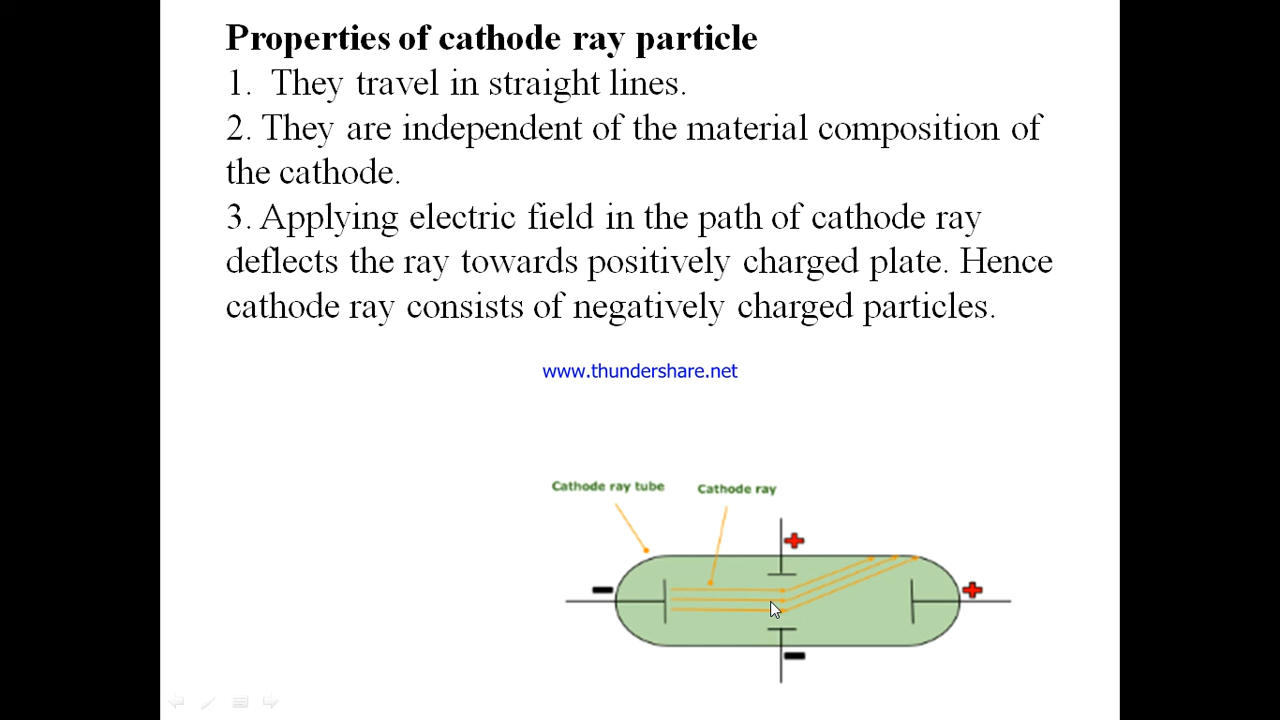 Properties of cathode ray particle
1. They travel in straight lines.
2. They are independent of the material composition of
the cathode.
3. Applying electric field in the path of cathode ray
deflects the ray towards positively charged plate. Hence
cathode ray consists of negatively charged particles.
www.thundershare.net
Cathode ray tube
Cathode ray
+
−
+
−